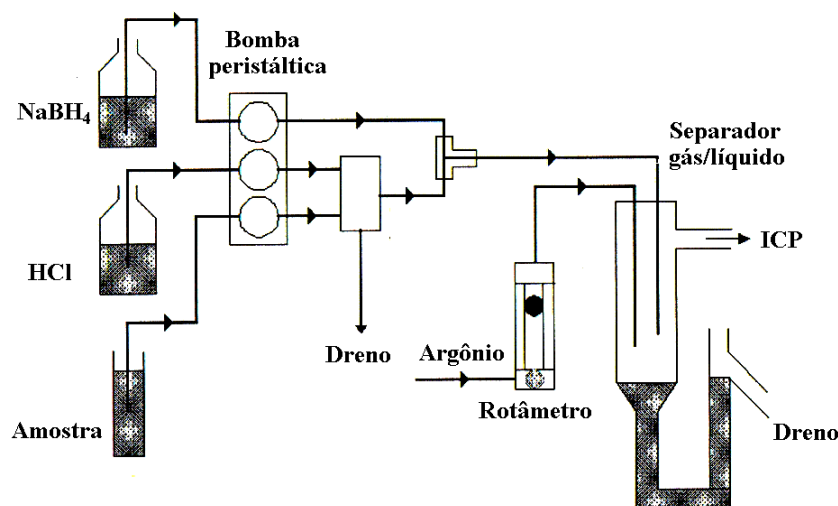 Bomba
peristáltica
NaBH₄
HCl
Amostra
Dreno
Argônio
Rotâmetro
Separador
gás/líquido
ICP
Dreno